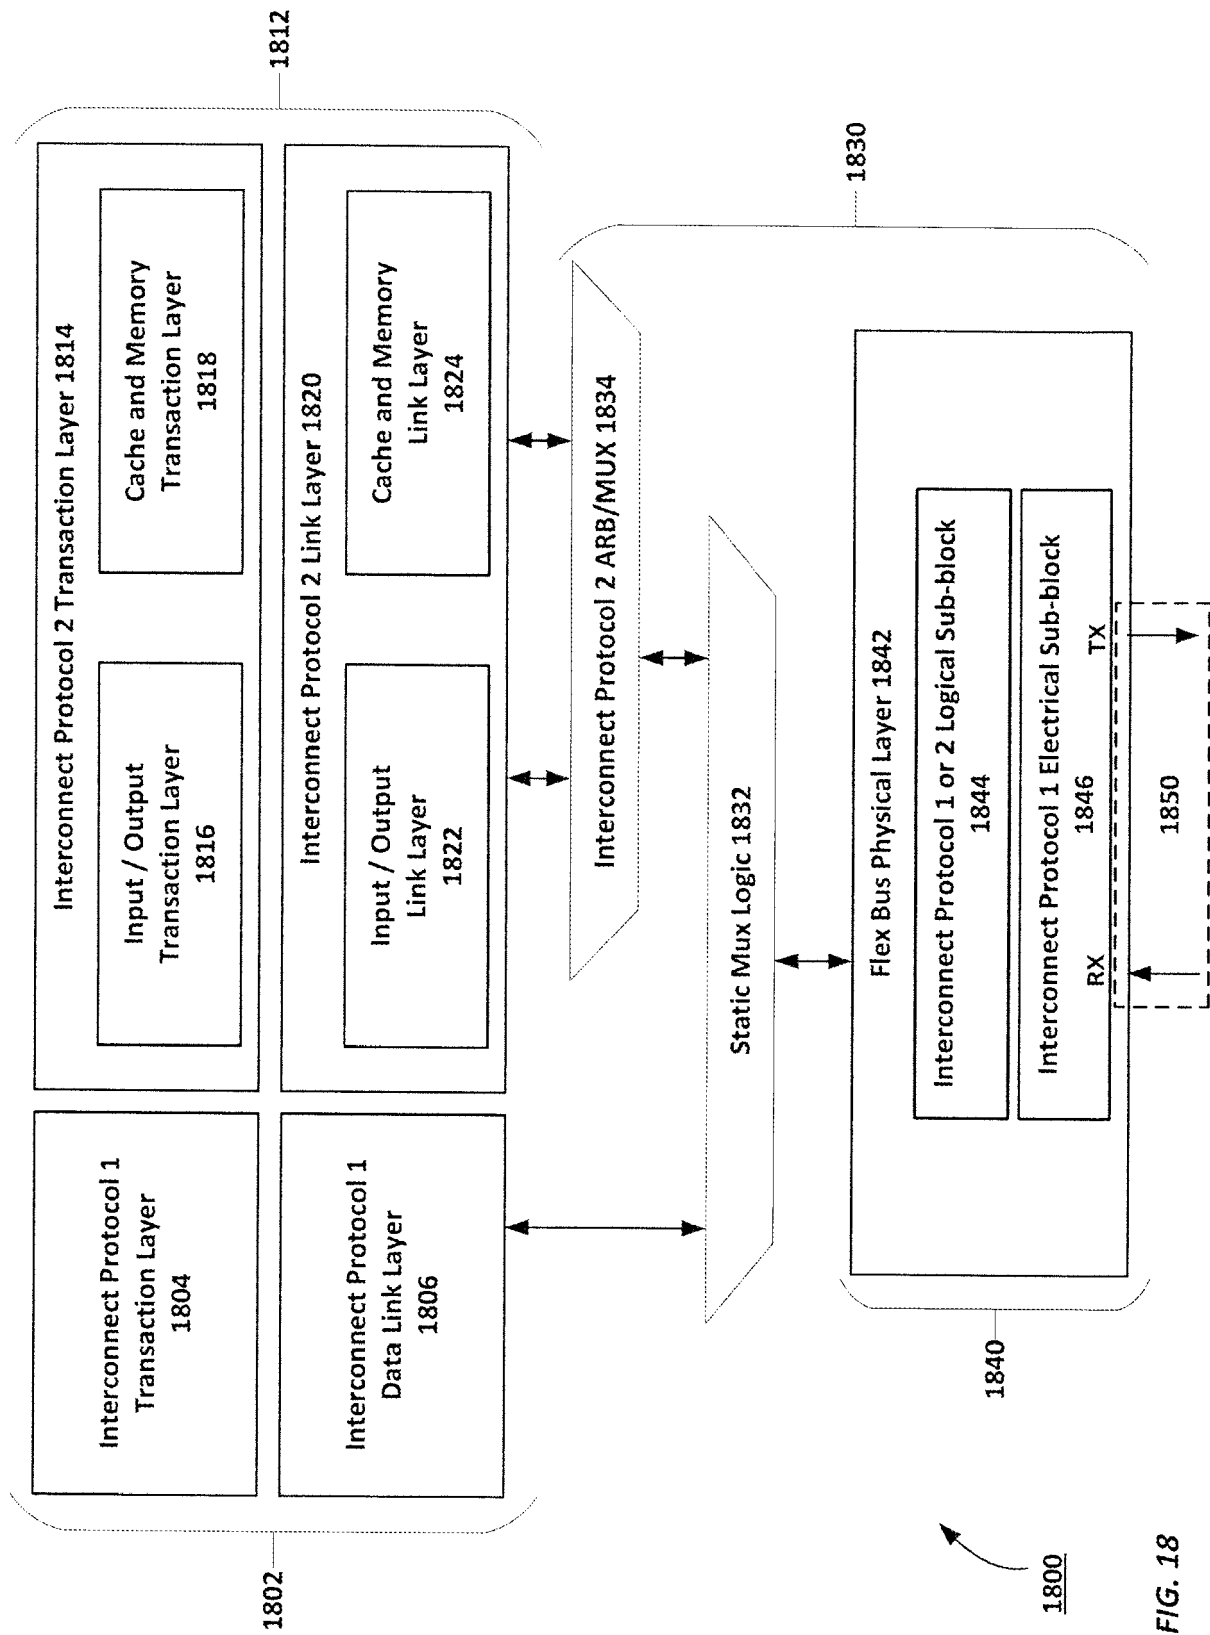 1812
Interconnect Protocol 1
Transaction Layer
1804
Interconnect Protocol 2 Transaction Layer 1814
Input / Output
Transaction Layer
1816
Cache and Memory
Transaction Layer
1818
1802
Interconnect Protocol 1
Data Link Layer
1806
Interconnect Protocol 2 Link Layer 1820
Input / Output
Link Layer
1822
Cache and Memory
Link Layer
1824
Interconnect Protocol 2 ARB/MUX 1834
1830
Static Mux Logic 1832
1840
Flex Bus Physical Layer 1842
Interconnect Protocol 1 or 2 Logical Sub-block
1844
Interconnect Protocol 1 Electrical Sub-block
1846
RX
TX
1850
1800
FIG. 18